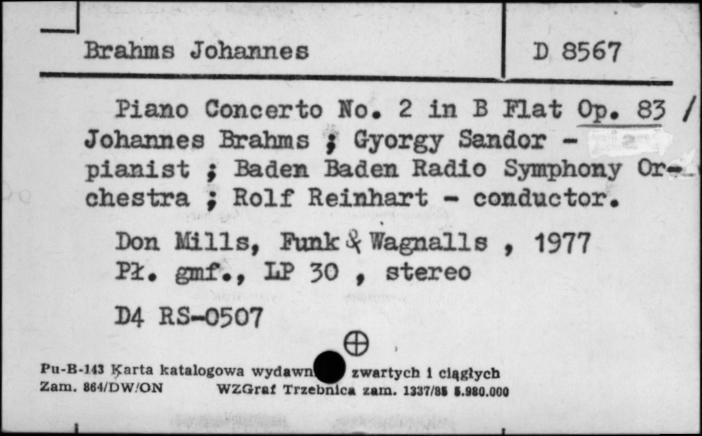 Brahms Johannes D 8567
Piano Concerto No. 2 in B Flat Op. 83 /
Johannes Brahms ; Gyorgy Sandor -
pianist ; Baden Baden Radio Symphony Or-
chestra ; Rolf Reinhart - conductor.
Don Mills, Funk & Wagnalls , 1977
Pł. gmf., LP 30 , stereo
D4 RS-0507
Pu-B-143 Karta katalogowa wydawn zwartych i ciągłych
Zam. 864/DW/ON WZGraf Trzebnica zam. 1337/85 5.980.000